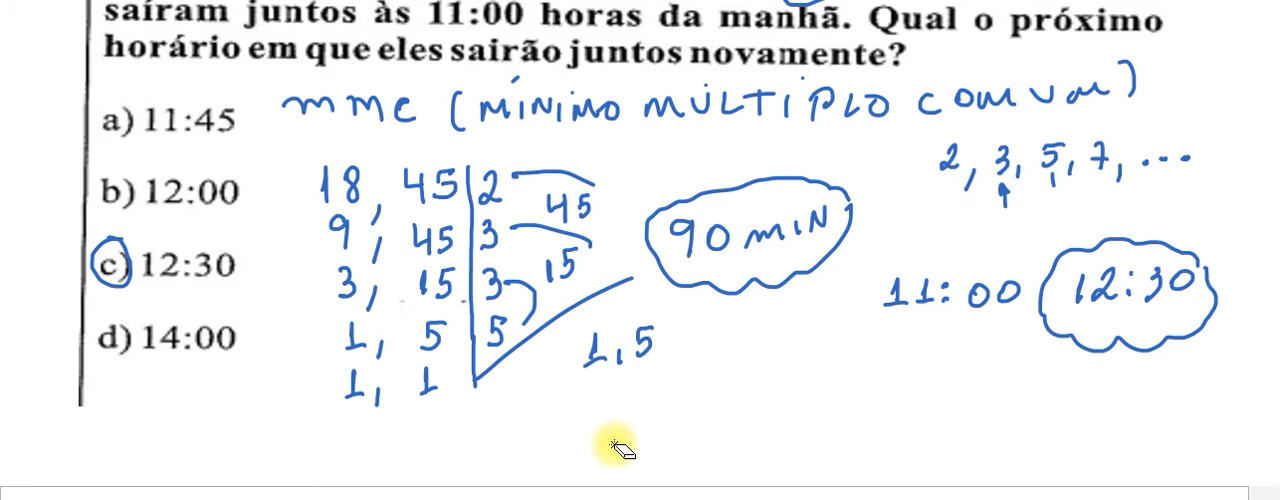 saíram juntos às 11:00 horas da manhã. Qual o próximo
horário em que eles sairão juntos novamente?
mmc (MÍNIMO MÚLTIPLO COMUM)
a) 11:45
2, 3, 5, 7, ...
b) 12:00
18, 45 2
45
9, 45 3
90 MIN
c) 12:30
15
3, 15 3
11:00 12:30
d) 14:00
1, 5 5
1,5
1, 1